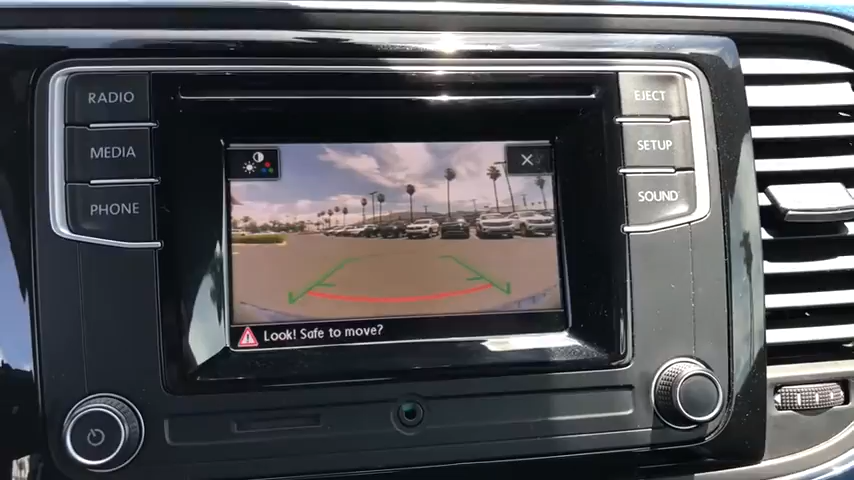 RADIO
MEDIA
PHONE
EJECT
SETUP
SOUND
Look! Safe to move?